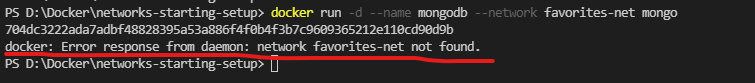 PS D:\Docker\networks-starting-setup> docker run -d --name mongodb --network favorites-net mongo
704dc3222ada7adbf48828395a53a886f4f0b4f3b7c9609365212e110cd90d9b
docker: Error response from daemon: network favorites-net not found.
PS D:\Docker\networks-starting-setup>